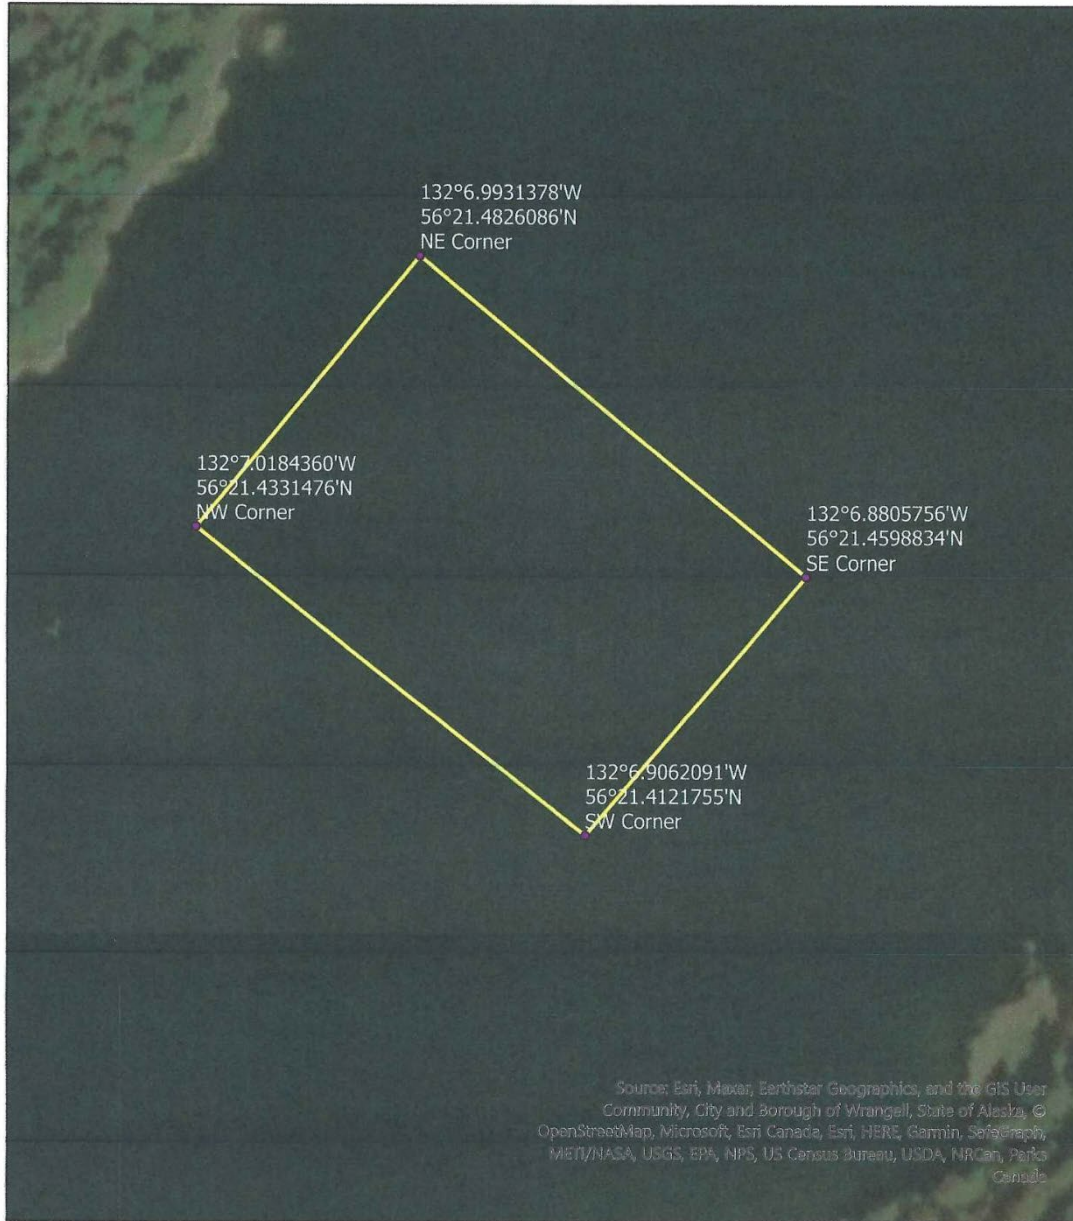 132°6.9931378'W
56°21.4826086'N
NE Corner
132°7.0184360'W
56°21.4331476'N
NW Corner
132°6.8805756'W
56°21.4598834'N
SE Corner
132°6.9062091'W
56°21.4121755'N
SW Corner
Source: Esri, Maxar, Earthstar Geographics, and the GIS User
Community, City and Borough of Wrangell, State of Alaska, ©
OpenStreetMap, Microsoft, Esri Canada, Esri, HERE, Garmin, SafeGraph,
METI/NASA, USGS, EPA, NPS, US Census Bureau, USDA, NRCan, Parks
Canada